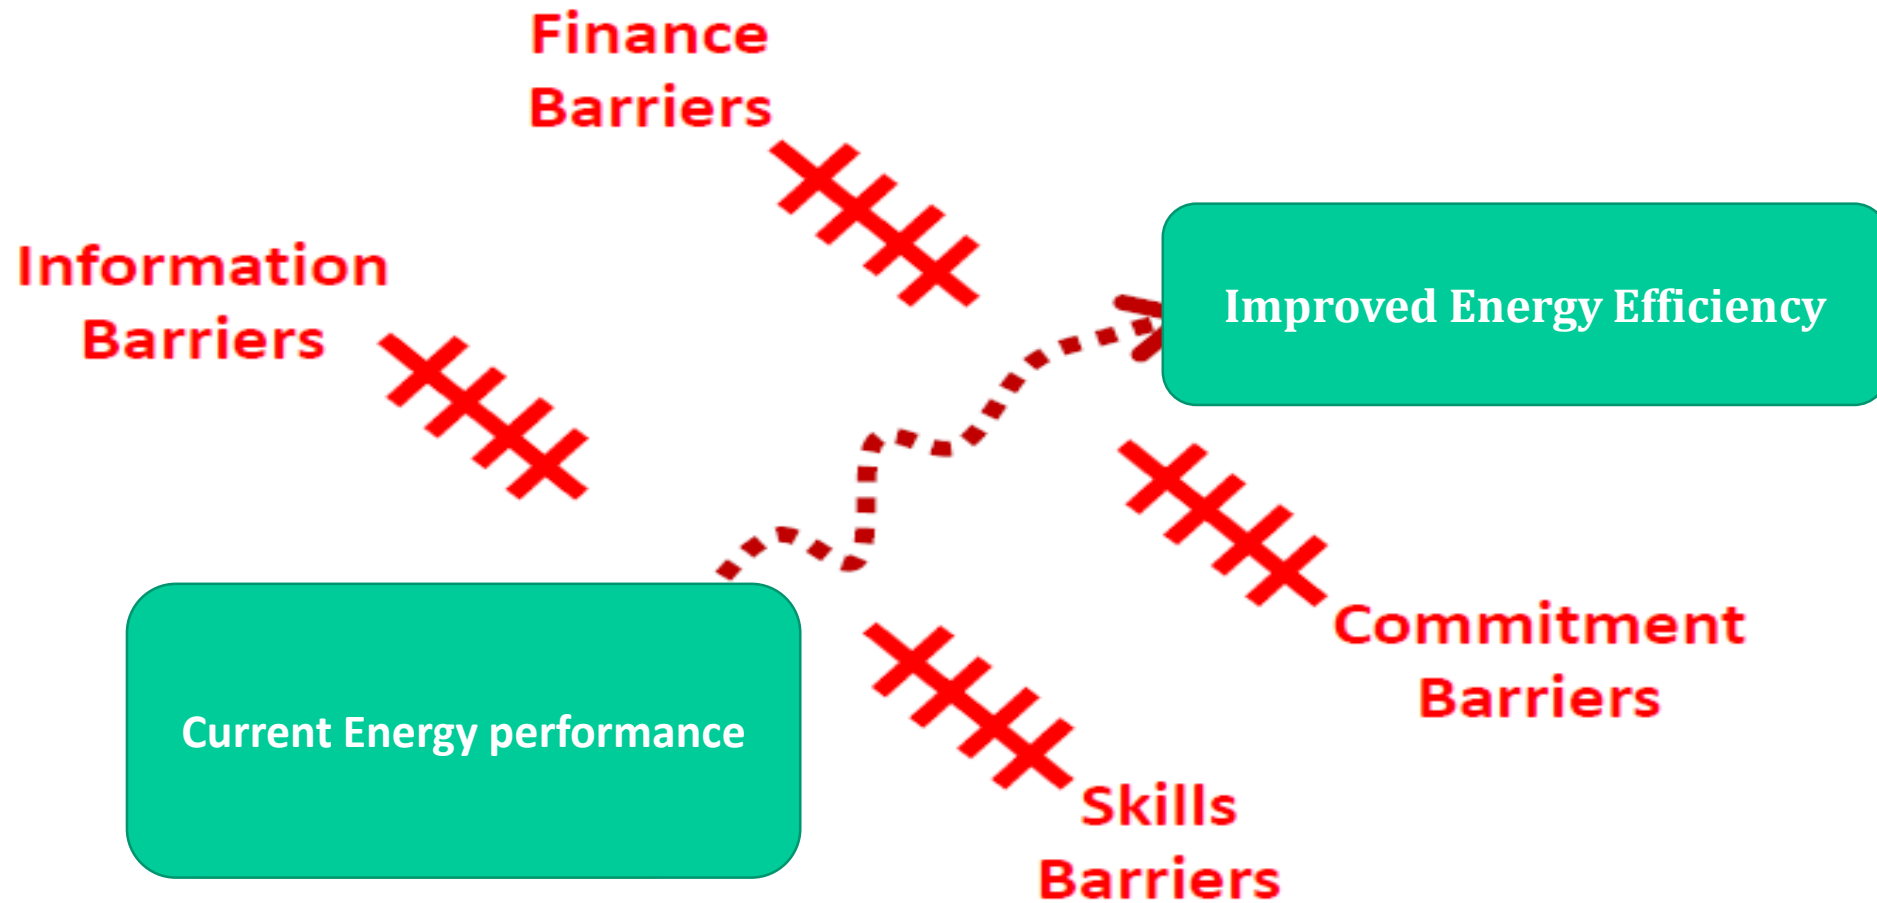 Finance
Barriers
Information
Barriers
Improved Energy Efficiency
Commitment
Barriers
Current Energy performance
Skills
Barriers